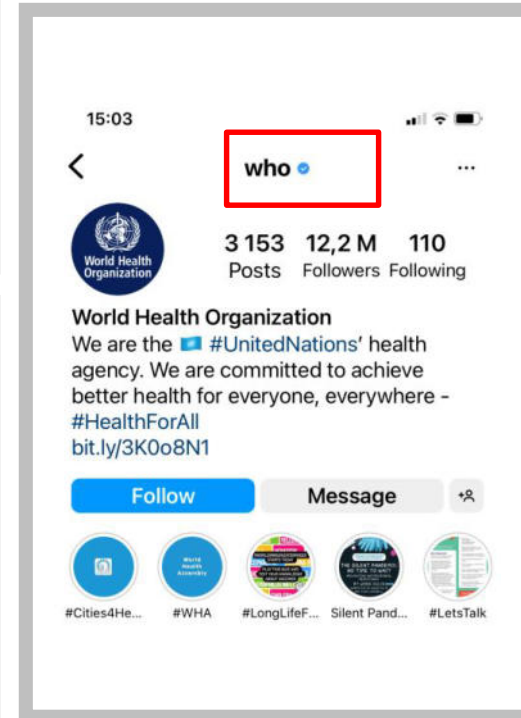 15:03
who
World Health
Organization
3 153 12,2 M 110
Posts Followers Following
World Health Organization
We are the #UnitedNations' health
agency. We are committed to achieve
better health for everyone, everywhere -
#HealthForAll
bit.ly/3K0o8N1
Follow Message
World
Health
Assembly
#Cities4He... #WHA #LongLifeF... Silent Pand... #LetsTalk